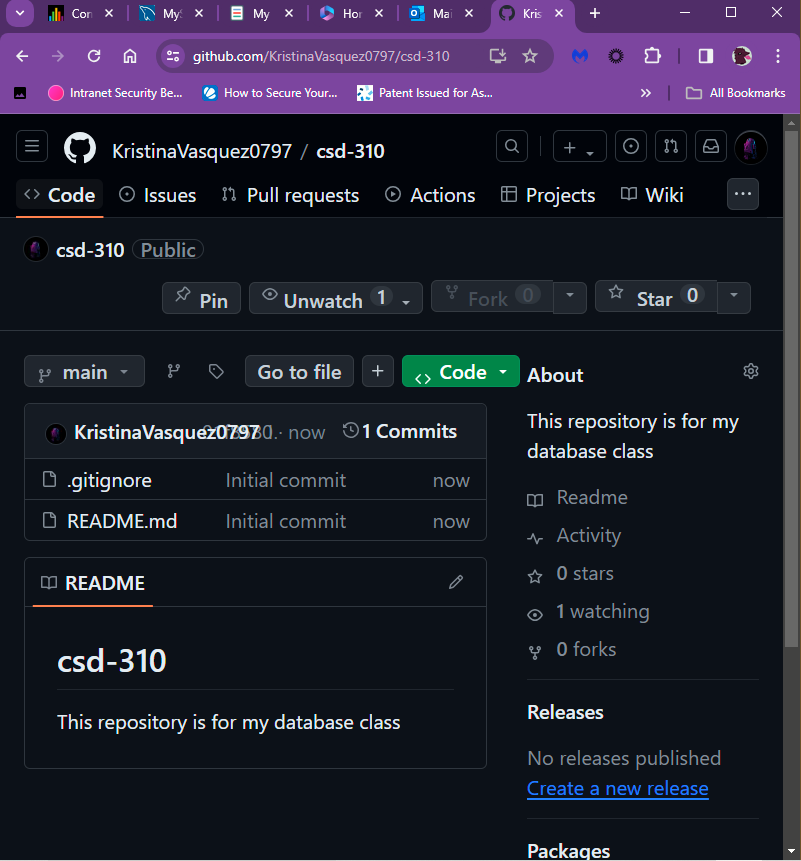 Con MyS My Hor Mai Kris
github.com/KristinaVasquez0797/csd-310
Intranet Security Be... How to Secure Your... Patent Issued for As... » All Bookmarks
KristinaVasquez0797 / csd-310
Code Issues Pull requests Actions Projects Wiki ...
csd-310 Public
Pin Unwatch 1 Fork 0 Star 0
main Go to file + Code
KristinaVasquez0797 · now 1 Commits
.gitignore Initial commit now
README.md Initial commit now
README
csd-310
This repository is for my database class
About
This repository is for my
database class
Readme
Activity
0 stars
1 watching
0 forks
Releases
No releases published
Create a new release
Packages